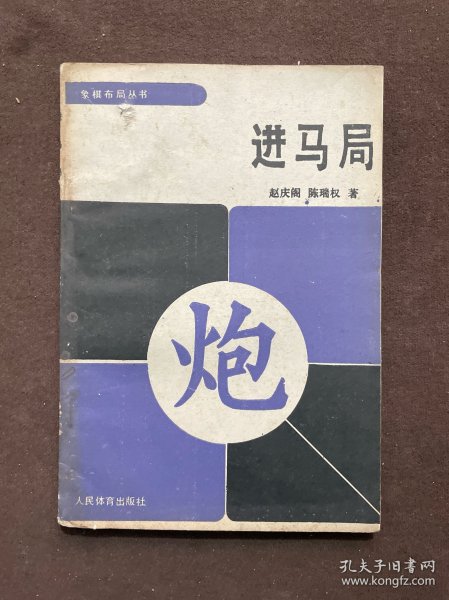 象棋布局丛书
进马局
赵庆阁 陈瑞权 著
炮
人民体育出版社
孔夫子旧书网
www.kongfz.com